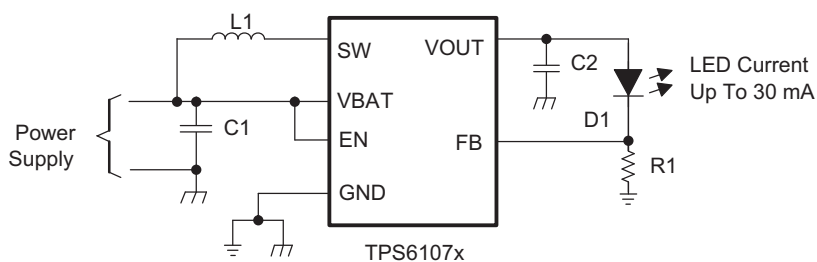 L1
SW
VOUT
C2
LED Current
Up To 30 mA
D1
Power
Supply
C1
VBAT
EN
FB
R1
GND
TPS6107x